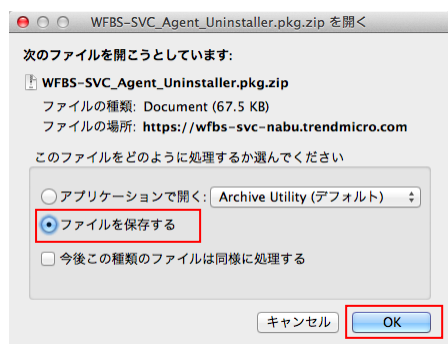 WFBS-SVC_Agent_Uninstaller.pkg.zip を開く
次のファイルを開こうとしています:
WFBS-SVC_Agent_Uninstaller.pkg.zip
ファイルの種類: Document (67.5 KB)
ファイルの場所: https://wfbs-svc-nabu.trendmicro.com
このファイルをどのように処理するか選んでください
アプリケーションで開く: Archive Utility (デフォルト)
ファイルを保存する
今後この種類のファイルは同様に処理する
キャンセル OK